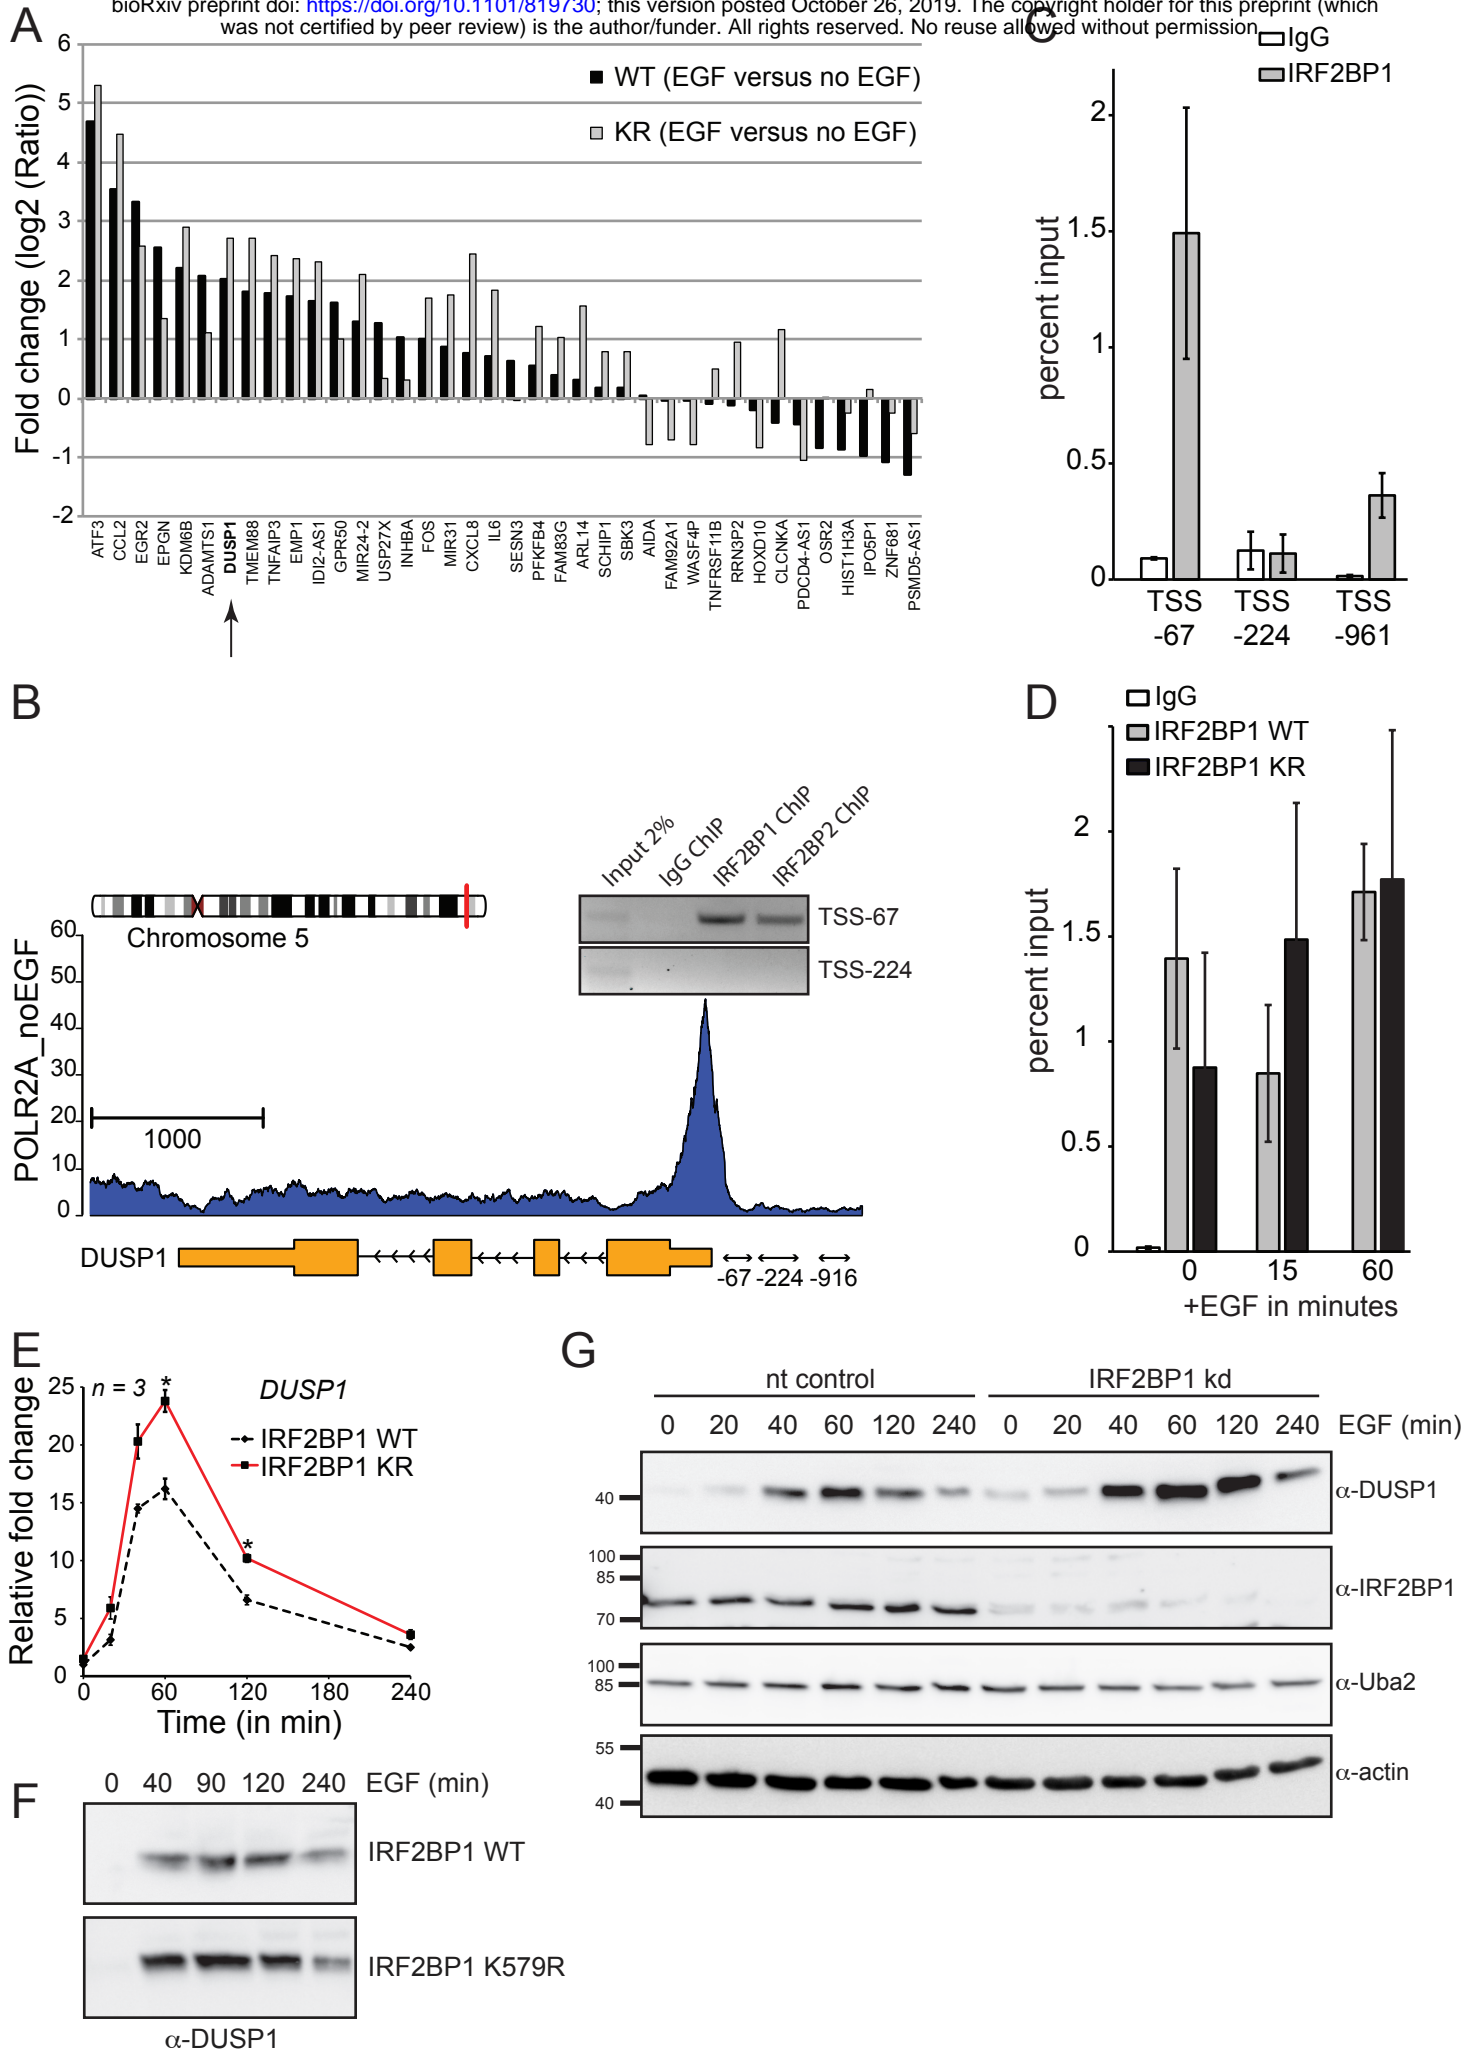 bioRxiv preprint doi: https://doi.org/10.1101/819730; this version posted October 26, 2019. The copyright holder for this preprint (which
was not certified by peer review) is the author/funder. All rights reserved. No reuse allowed without permission.
A
Fold change (log2 (Ratio))
6
5
4
3
2
1
0
-1
-2
WT (EGF versus no EGF)
KR (EGF versus no EGF)
ATF3
CCL2
EGR2
EPGN
KDM6B
ADAMTS1
DUSP1
TMEM88
TNFAIP3
EMP1
IDI2-AS1
GPR50
MIR24-2
USP27X
INHBA
FOS
MIR31
CXCL8
IL6
SESN3
PFKFB4
FAM83G
ARL14
SCHIP1
SBK3
AIDA
FAM92A1
WASF4P
TNFRSF11B
RRN3P2
HOXD10
CLCNKA
PDCD4-AS1
OSR2
HIST1H3A
IPO5P1
ZNF681
PSMD5-AS1
C
IgG
IRF2BP1
percent input
2
1.5
1
0.5
0
TSS TSS TSS
-67 -224 -961
B
Chromosome 5
POLR2A_noEGF
60
50
40
30
20
10
0
1000
Input 2%
IgG ChIP
IRF2BP1 ChIP
IRF2BP2 ChIP
TSS-67
TSS-224
DUSP1
-67 -224 -916
D
IgG
IRF2BP1 WT
IRF2BP1 KR
percent input
2
1.5
1
0.5
0
0 15 60
+EGF in minutes
E
Relative fold change
25
20
15
10
5
0
n = 3
*
*
DUSP1
IRF2BP1 WT
IRF2BP1 KR
0 60 120 180 240
Time (in min)
F
0 40 90 120 240 EGF (min)
IRF2BP1 WT
IRF2BP1 K579R
α-DUSP1
G
nt control IRF2BP1 kd
0 20 40 60 120 240 0 20 40 60 120 240 EGF (min)
40
α-DUSP1
100
85
70
α-IRF2BP1
100
85
α-Uba2
55
40
α-actin